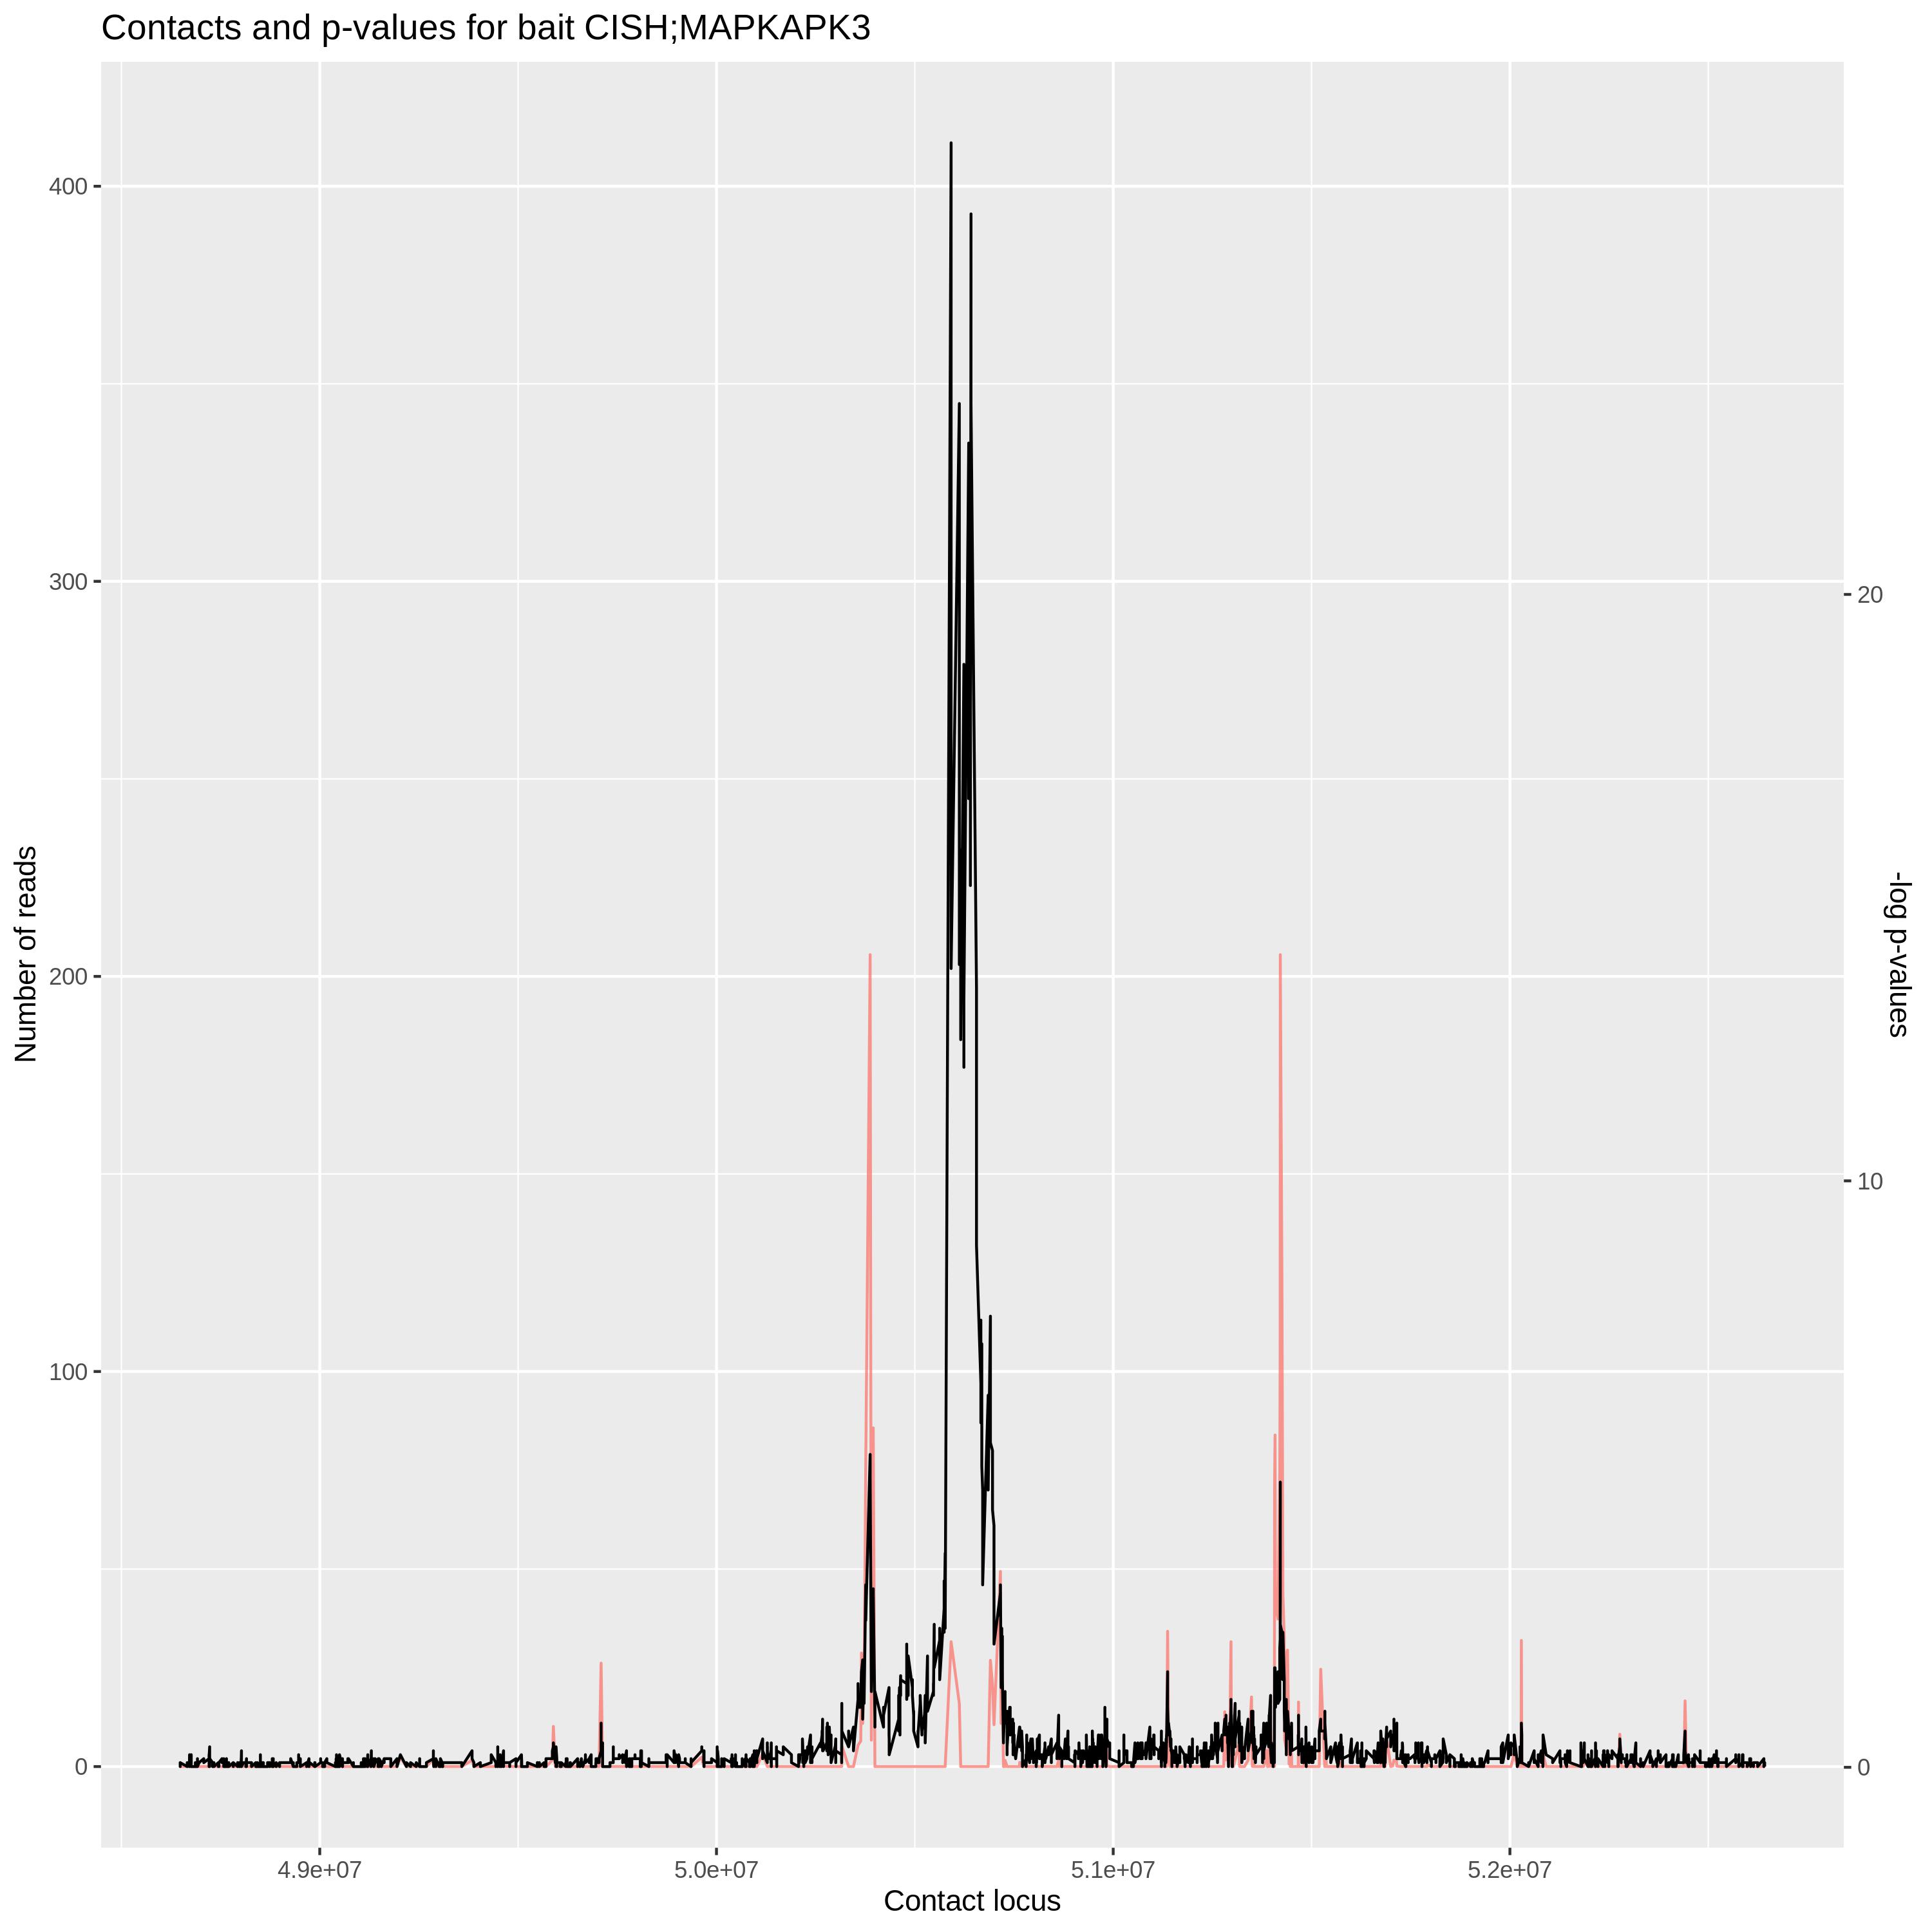 Contacts and p-values for bait CISH;MAPKAPK3
Number of reads
400
300
200
100
0
20
10
0
-log p-values
4.9e+07
5.0e+07
5.1e+07
5.2e+07
Contact locus